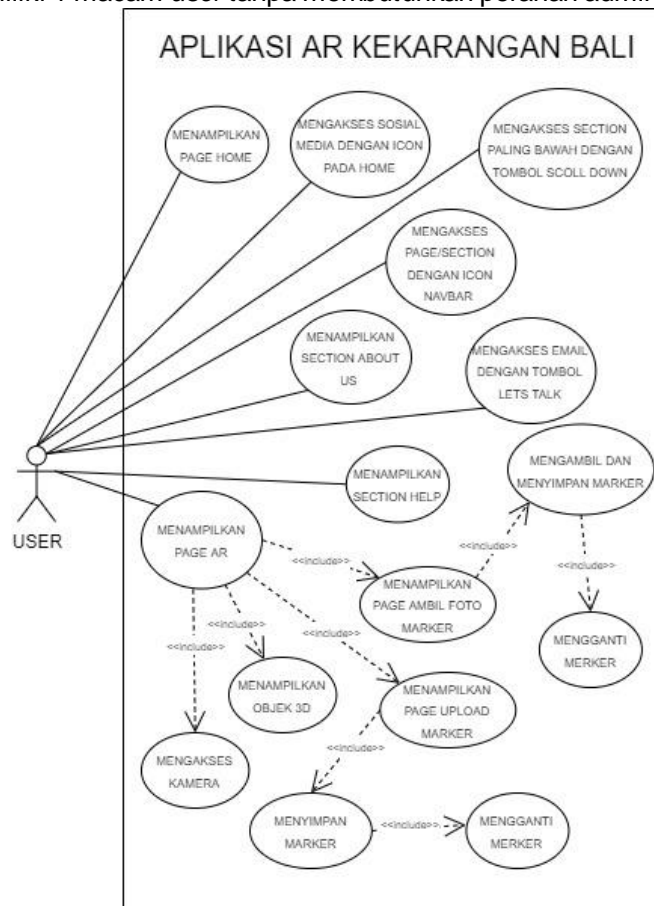 APLIKASI AR KEKARANGAN BALI
MENAMPILKAN
PAGE HOME
MENGAKSES SOSIAL
MEDIA DENGAN ICON
PADA HOME
MENGAKSES SECTION
PALING BAWAH DENGAN
TOMBOL SCOLL DOWN
MENGAKSES
PAGE/SECTION
DENGAN ICON
NAVBAR
MENAMPILKAN
SECTION ABOUT
US
MENGAKSES EMAIL
DENGAN TOMBOL
LETS TALK
MENGAMBIL DAN
MENYIMPAN MARKER
MENAMPILKAN
SECTION HELP
USER
MENAMPILKAN
PAGE AR
<<include>>
<<include>>
<<include>>
MENAMPILKAN
PAGE AMBIL FOTO
MARKER
<<include>>
<<include>>
<<include>>
MENGGANTI
MERKER
MENAMPILKAN
OBJEK 3D
MENAMPILKAN
PAGE UPLOAD
MARKER
<<include>>
MENGAKSES
KAMERA
MENYIMPAN
MARKER
<<include>>
MENGGANTI
MERKER